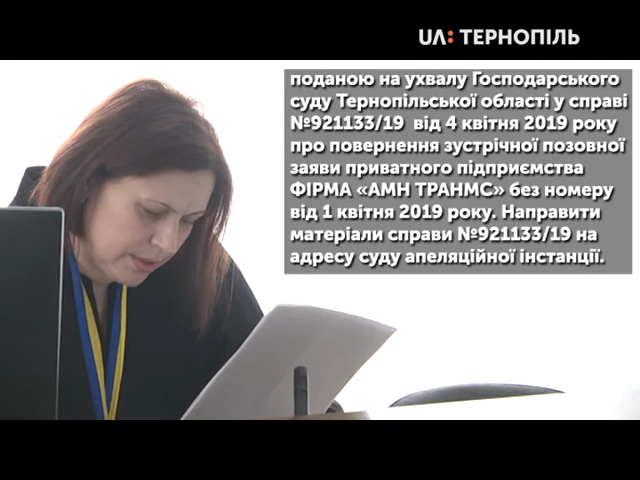 UA: ТЕРНОПІЛЬ
поданою на ухвалу Господарського
суду Тернопільської області у справі
№921133/19 від 4 квітня 2019 року
про повернення зустрічної позовної
заяви приватного підприємства
ФІРМА «АМН ТРАНМС» без номеру
від 1 квітня 2019 року. Направити
матеріали справи №921133/19 на
адресу суду апеляційної інстанції.